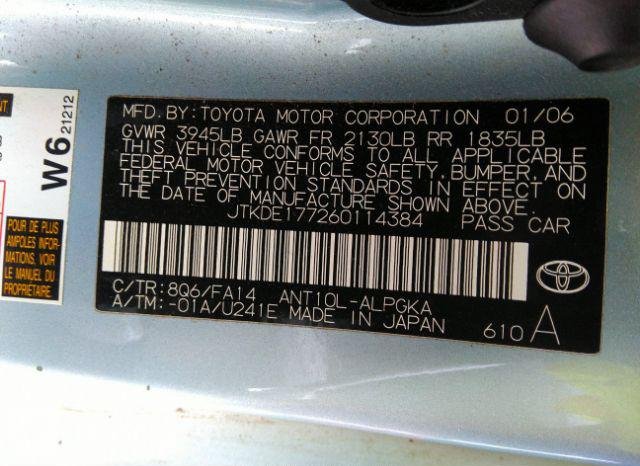 MFD. BY: TOYOTA MOTOR CORPORATION 01/06
GVWR 3945LB GAWR FR 2130LB RR 1835LB
THIS VEHICLE CONFORMS TO ALL APPLICABLE
FEDERAL MOTOR VEHICLE SAFETY, BUMPER, AND
THEFT PREVENTION STANDARDS IN EFFECT ON
THE DATE OF MANUFACTURE SHOWN ABOVE.
JTKDE177260114384 PASS CAR
C/TR: 8Q6/FA14 ANT10L-ALPGKA
A/TM: -01A/U241E MADE IN JAPAN
610 A
W6 21212
POUR DE PLUS
AMPLES INFOR
MATIONS,
VOIR LE
MANUEL DU
PROPRIÉTAIRE.